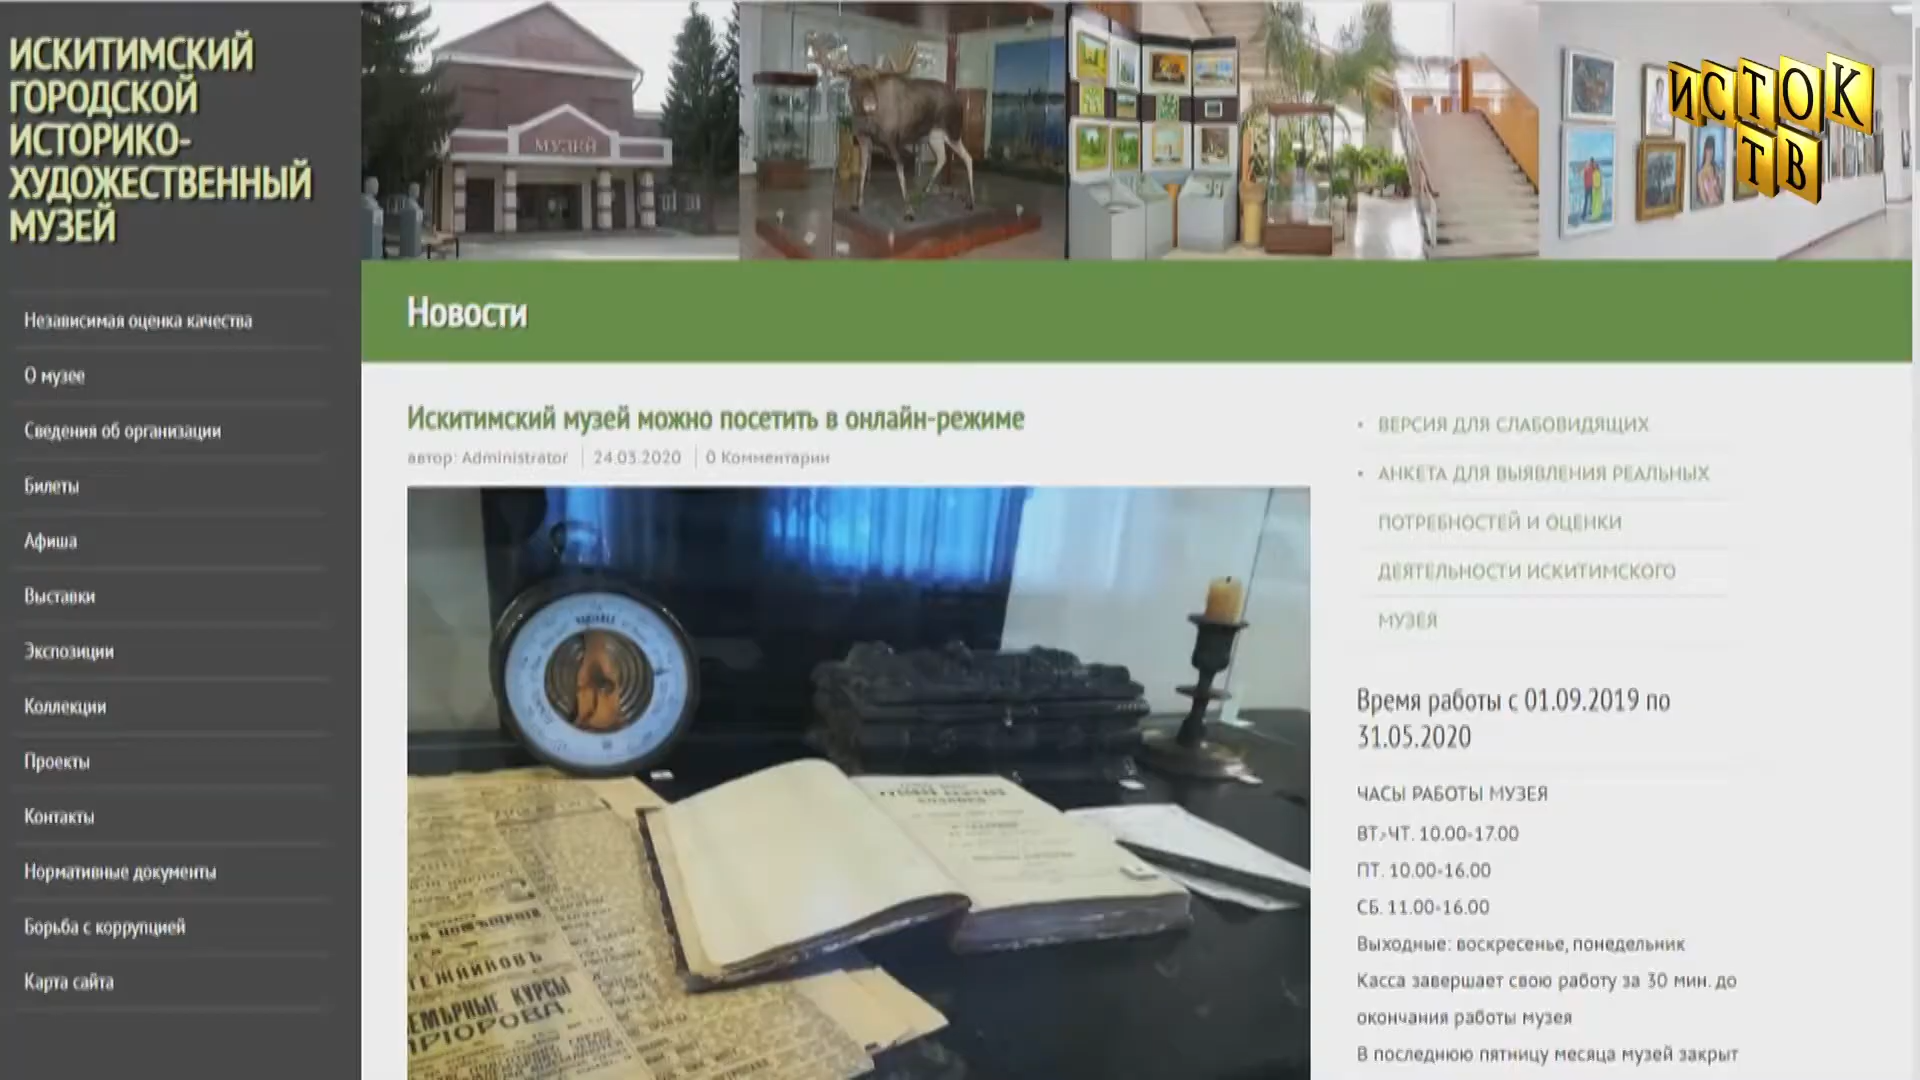 ИСКИТИМСКИЙ
ГОРОДСКОЙ
ИСТОРИКО-
ХУДОЖЕСТВЕННЫЙ
МУЗЕЙ
МУЗЕЙ
ИСТОК
ТВ
Независимая оценка качества
О музее
Сведения об организации
Билеты
Афиша
Выставки
Экспозиции
Коллекции
Проекты
Контакты
Нормативные документы
Борьба с коррупцией
Карта сайта
Новости
Искитимский музей можно посетить в онлайн-режиме
автор: Administrator 24.03.2020 0 Комментарии
VARIABLE
ТЕЖНИКОВЪ
КУРСЫ
• ВЕРСИЯ ДЛЯ СЛАБОВИДЯЩИХ
• АНКЕТА ДЛЯ ВЫЯВЛЕНИЯ РЕАЛЬНЫХ
ПОТРЕБНОСТЕЙ И ОЦЕНКИ
ДЕЯТЕЛЬНОСТИ ИСКИТИМСКОГО
МУЗЕЯ
Время работы с 01.09.2019 по
31.05.2020
ЧАСЫ РАБОТЫ МУЗЕЯ
ВТ.-ЧТ. 10.00-17.00
ПТ. 10.00-16.00
СБ. 11.00-16.00
Выходные: воскресенье, понедельник
Касса завершает свою работу за 30 мин. до
окончания работы музея
В последнюю пятницу месяца музей закрыт